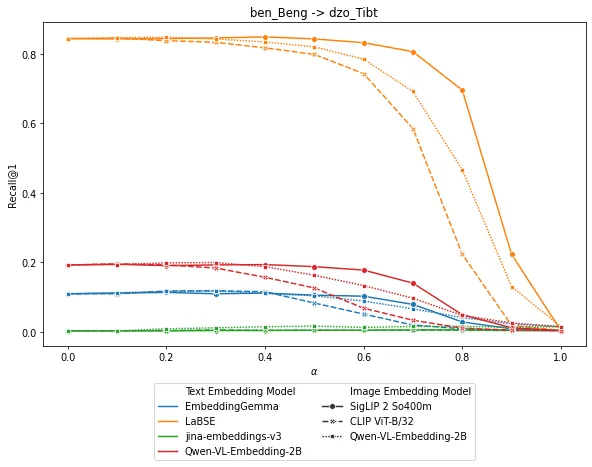 ben_Beng -> dzo_Tibt
Recall@1
0.8
0.6
0.4
0.2
0.0
0.0 0.2 0.4 0.6 0.8 1.0
α
Text Embedding Model
EmbeddingGemma
LaBSE
jina-embeddings-v3
Qwen-VL-Embedding-2B
Image Embedding Model
SigLIP 2 So400m
CLIP ViT-B/32
Qwen-VL-Embedding-2B